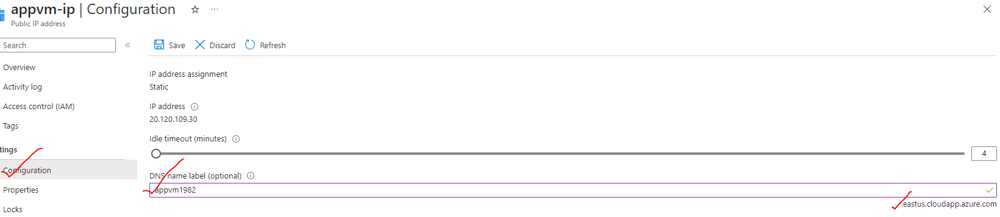 appvm-ip | Configuration
Public IP address
Search
Save Discard Refresh
Overview
Activity log
Access control (IAM)
Tags
tings
Configuration
Properties
Locks
IP address assignment
Static
IP address
20.120.109.30
Idle timeout (minutes)
4
DNS name label (optional)
appvm1982
.eastus.cloudapp.azure.com